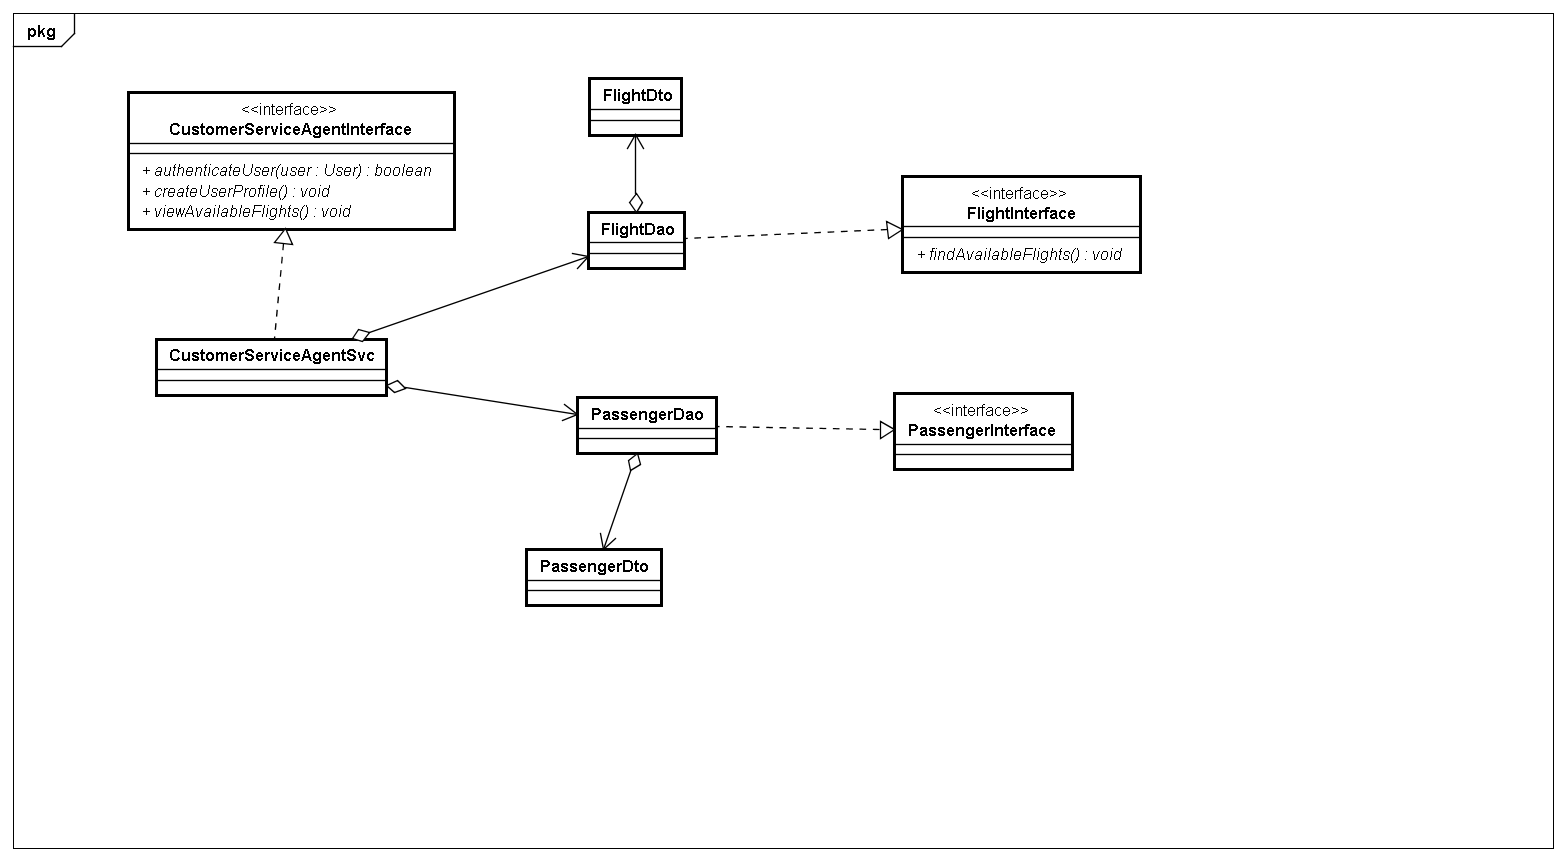 pkg
<<interface>>
CustomerServiceAgentInterface
+ authenticateUser(user : User) : boolean
+ createUserProfile() : void
+ viewAvailableFlights() : void
FlightDto
FlightDao
<<interface>>
FlightInterface
+ findAvailableFlights() : void
CustomerServiceAgentSvc
PassengerDao
<<interface>>
PassengerInterface
PassengerDto